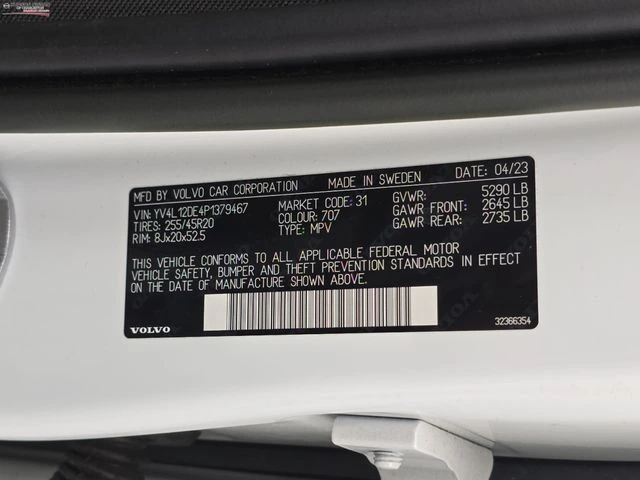 MFD BY VOLVO CAR CORPORATION MADE IN SWEDEN DATE: 04/23
VIN: YV4L12DE4P1379467 MARKET CODE: 31 GVWR: 5290 LB
TIRES: 255/45R20 COLOUR: 707 GAWR FRONT: 2645 LB
RIM: 8Jx20x52.5 TYPE: MPV GAWR REAR: 2735 LB
THIS VEHICLE CONFORMS TO ALL APPLICABLE FEDERAL MOTOR
VEHICLE SAFETY, BUMPER AND THEFT PREVENTION STANDARDS IN EFFECT
ON THE DATE OF MANUFACTURE SHOWN ABOVE.
VOLVO 32366354